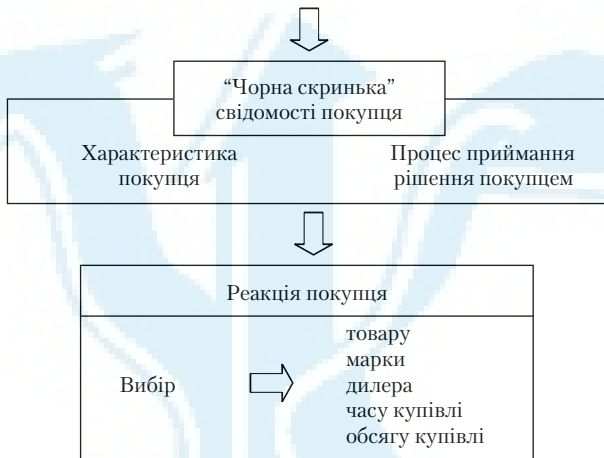 “Чорна скринька”
свідомості покупця
Характеристика
покупця
Процес приймання
рішення покупцем
Реакція покупця
Вибір
товару
марки
дилера
часу купівлі
обсягу купівлі